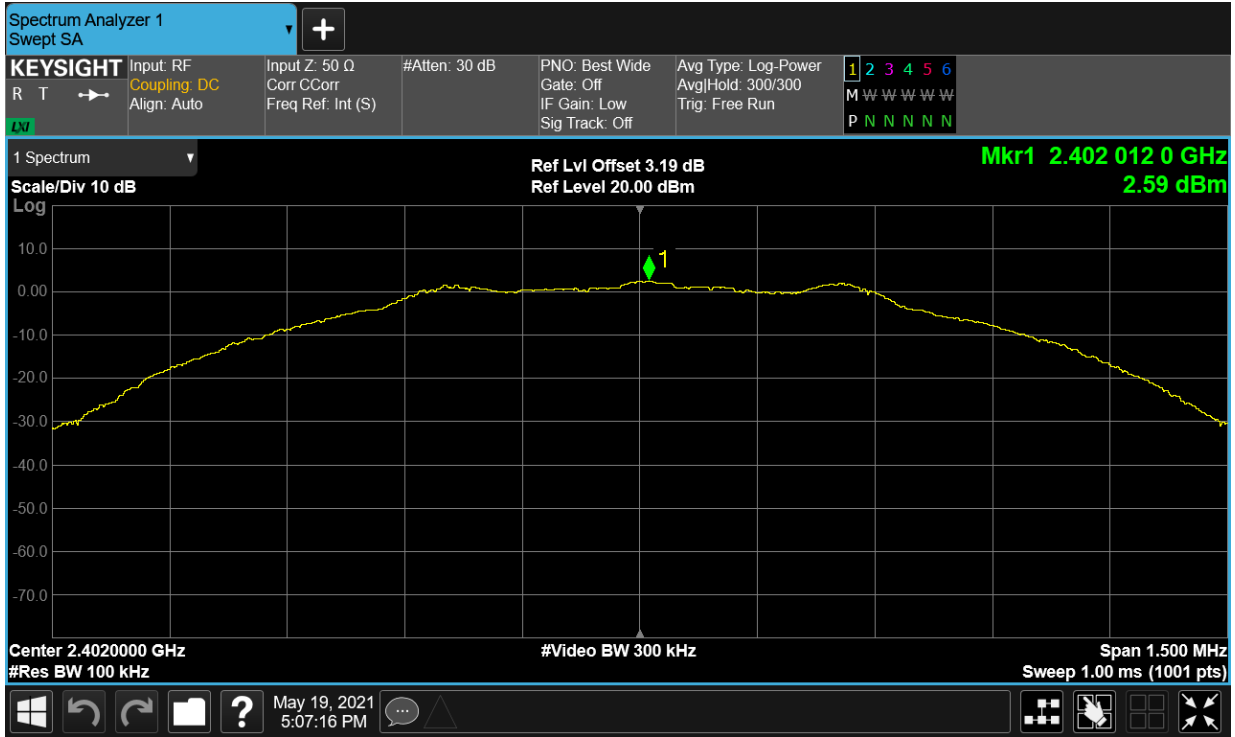 Spectrum Analyzer 1
Swept SA
▼
+
KEYSIGHT
R T
LXI
Input: RF
Coupling: DC
Align: Auto
Input Z: 50 Ω
Corr CCorr
Freq Ref: Int (S)
#Atten: 30 dB
PNO: Best Wide
Gate: Off
IF Gain: Low
Sig Track: Off
Avg Type: Log-Power
Avg|Hold: 300/300
Trig: Free Run
1 2 3 4 5 6
M W W W W W
P N N N N N
1 Spectrum ▼
Scale/Div 10 dB
Log
Ref Lvl Offset 3.19 dB
Ref Level 20.00 dBm
Mkr1 2.402 012 0 GHz
2.59 dBm
10.0
0.00
-10.0
-20.0
-30.0
-40.0
-50.0
-60.0
-70.0
1
Center 2.4020000 GHz
#Res BW 100 kHz
#Video BW 300 kHz
Span 1.500 MHz
Sweep 1.00 ms (1001 pts)
?
May 19, 2021
5:07:16 PM